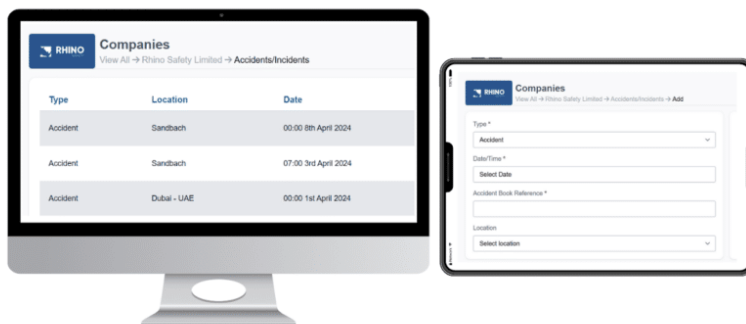 RHINO
Companies
View All → Rhino Safety Limited → Accidents/Incidents
Type Location Date
Accident Sandbach 00:00 8th April 2024
Accident Sandbach 07:00 3rd April 2024
Accident Dubai - UAE 00:00 1st April 2024
RHINO
Companies
View All → Rhino Safety Limited → Accidents/Incidents → Add
Type *
Accident
Date/Time *
Select Date
Accident Book Reference *
Location
Select location